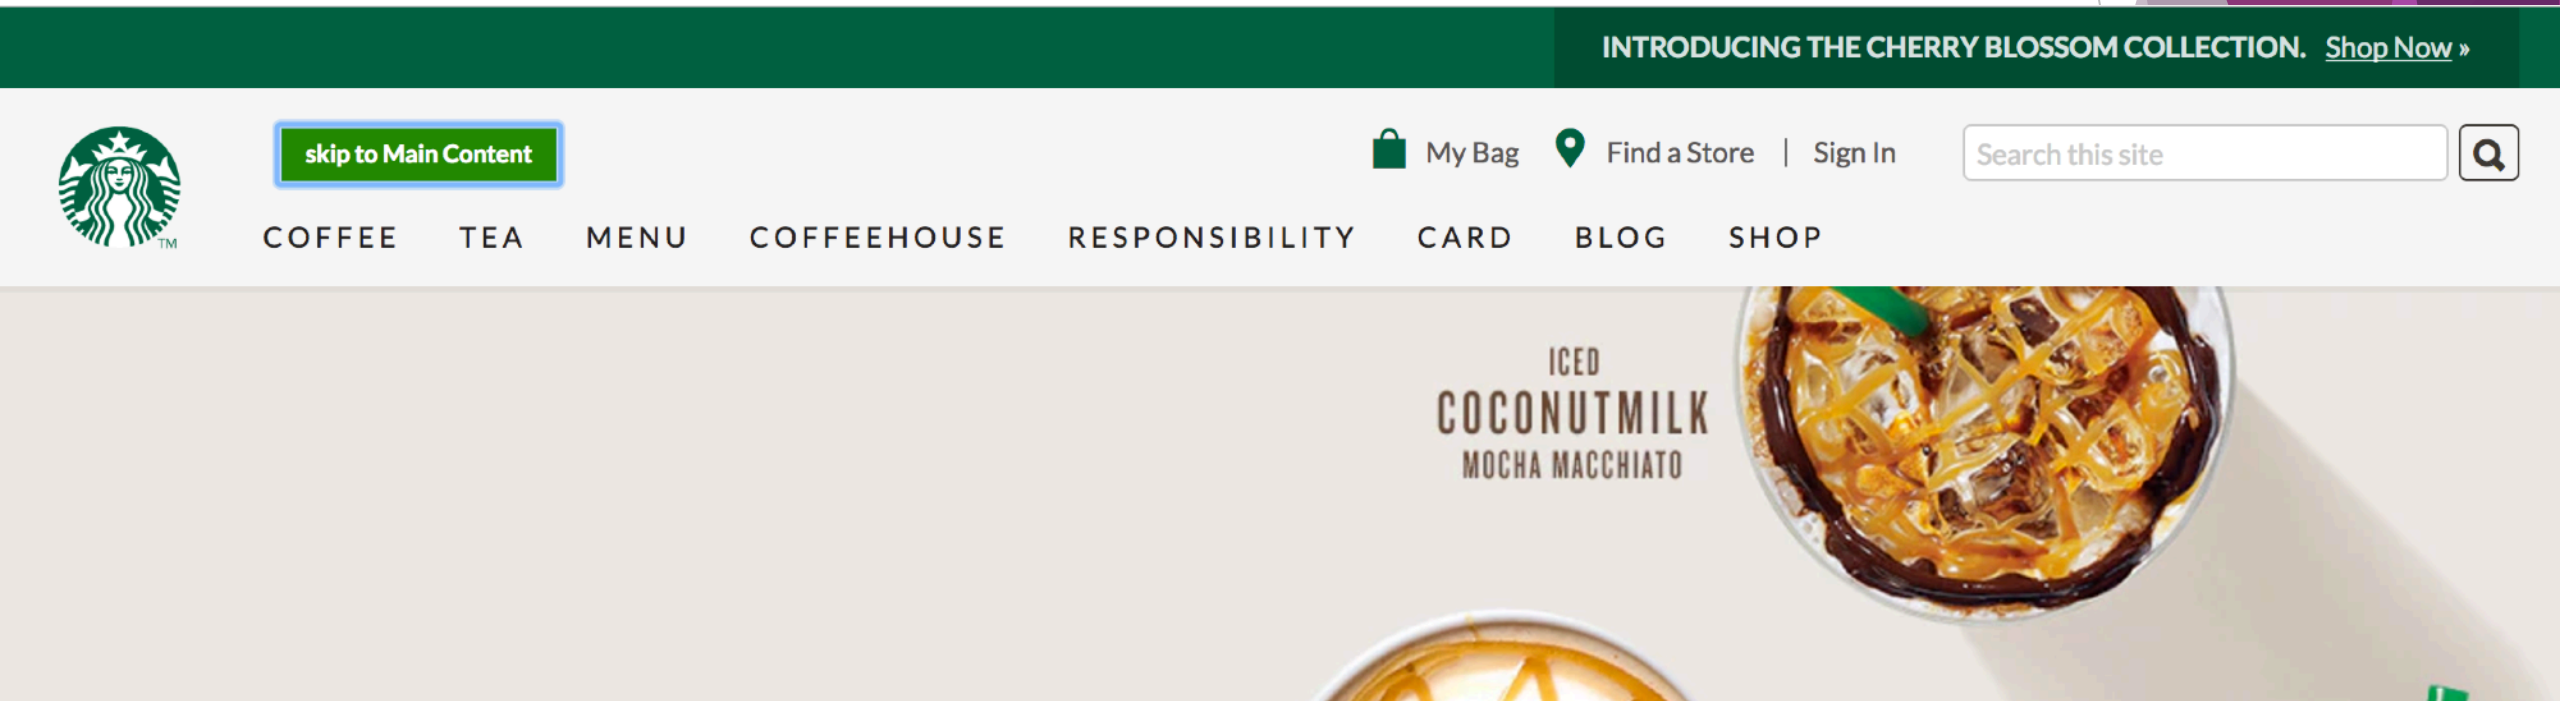 INTRODUCING THE CHERRY BLOSSOM COLLECTION. Shop Now »
skip to Main Content
My Bag Find a Store | Sign In Search this site
TM
COFFEE TEA MENU COFFEEHOUSE RESPONSIBILITY CARD BLOG SHOP
ICED
COCONUTMILK
MOCHA MACCHIATO